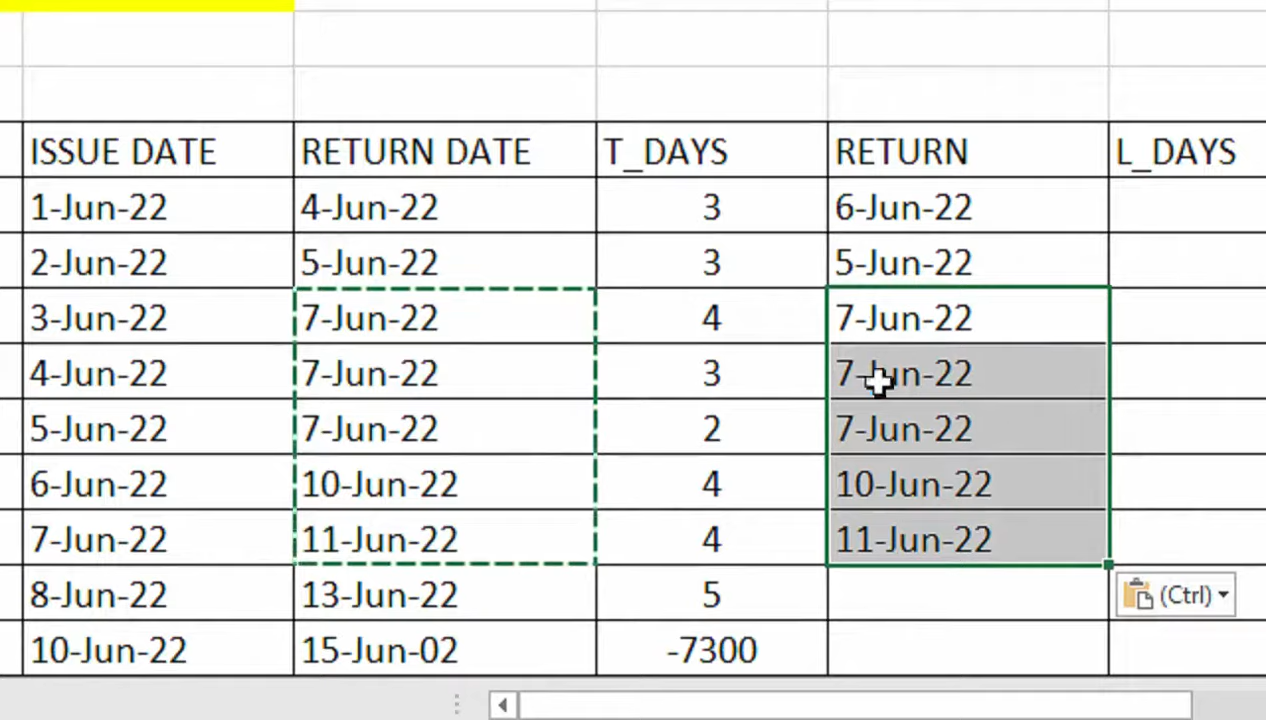 ISSUE DATE RETURN DATE T_DAYS RETURN L_DAYS
1-Jun-22 4-Jun-22 3 6-Jun-22
2-Jun-22 5-Jun-22 3 5-Jun-22
3-Jun-22 7-Jun-22 4 7-Jun-22
4-Jun-22 7-Jun-22 3 7-Jun-22
5-Jun-22 7-Jun-22 2 7-Jun-22
6-Jun-22 10-Jun-22 4 10-Jun-22
7-Jun-22 11-Jun-22 4 11-Jun-22
8-Jun-22 13-Jun-22 5 (Ctrl)
10-Jun-22 15-Jun-02 -7300